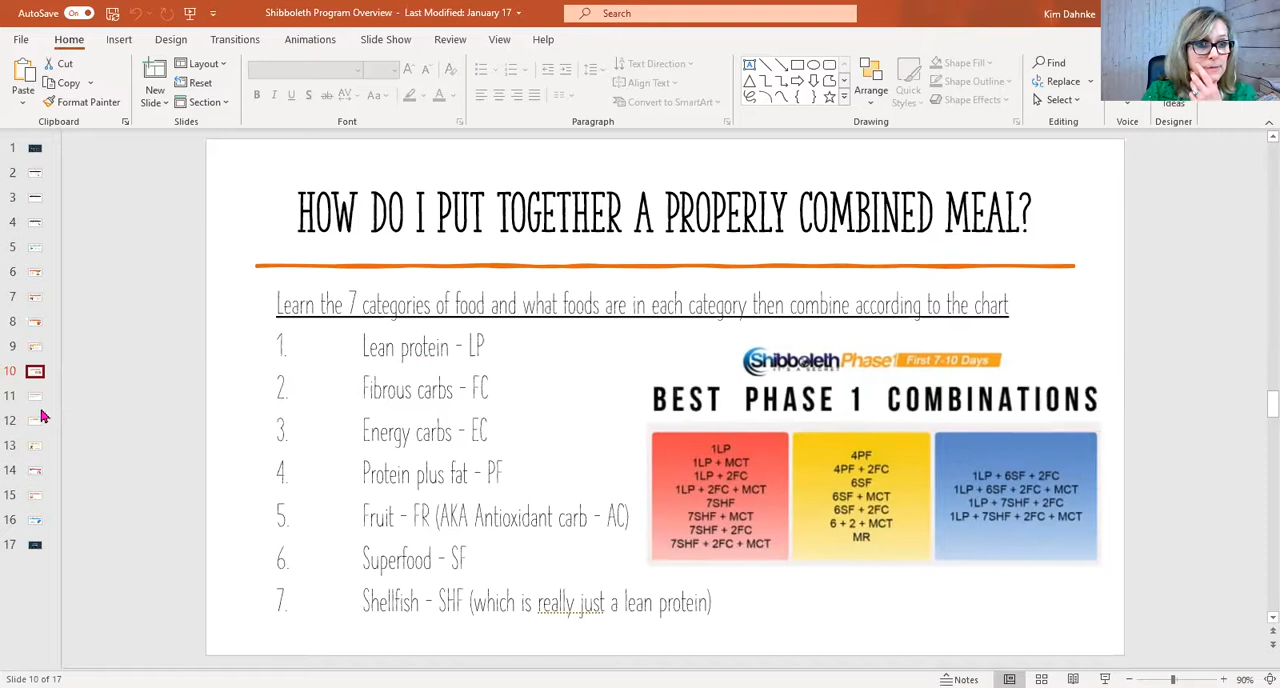 AutoSave On Shibboleth Program Overview - Last Modified: January 17 Search Kim Dahnke
File Home Insert Design Transitions Animations Slide Show Review View Help
Paste Cut Copy Format Painter
Clipboard
New Slide Layout Reset Section
Slides
B I U S ab AV Aa A
Font
Text Direction Align Text Convert to SmartArt
Paragraph
Arrange Quick Styles Shape Fill Shape Outline Shape Effects
Drawing
Find Replace Select
Editing
Voice
Ideas
Designer
1
2
3
4
5
6
7
8
9
10
11
12
13
14
15
16
17
HOW DO I PUT TOGETHER A PROPERLY COMBINED MEAL?
Learn the 7 categories of food and what foods are in each category then combine according to the chart
1. Lean protein - LP
2. Fibrous carbs - FC
3. Energy carbs - EC
4. Protein plus fat - PF
5. Fruit - FR (AKA Antioxidant carb - AC)
6. Superfood - SF
7. Shellfish - SHF (which is really just a lean protein)
Shibboleth Phase1 First 7-10 Days
IT'S A SECRET
BEST PHASE 1 COMBINATIONS
1LP
1LP + MCT
1LP + 2FC
1LP + 2FC + MCT
7SHF
7SHF + MCT
7SHF + 2FC
7SHF + 2FC + MCT
4PF
4PF + 2FC
6SF
6SF + MCT
6SF + 2FC
6 + 2 + MCT
MR
1LP + 6SF + 2FC
1LP + 6SF + 2FC + MCT
1LP + 7SHF + 2FC
1LP + 7SHF + 2FC + MCT
Slide 10 of 17 Notes 90%